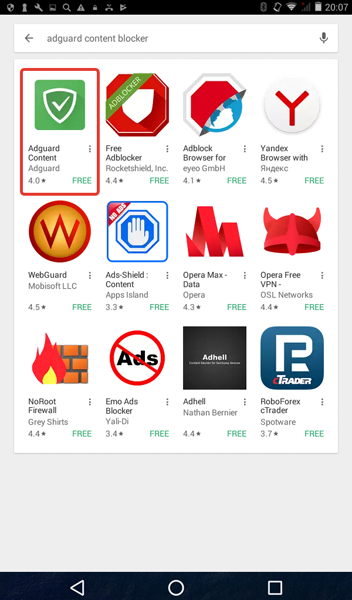 20:07
adguard content blocker
ADBLOCKER
Adguard Content
Adguard
4.0 FREE
Free Adblocker
Rocketshield, Inc.
4.4 FREE
Adblock Browser for
eyeo GmbH
4.1 FREE
Y
Yandex Browser with
Яндекс
4.5 FREE
W
WebGuard
Mobisoft LLC
4.5 FREE
NO ADS
Ads-Shield : Content
Apps Island
3.3 FREE
Opera Max - Data
Opera
4.3 FREE
Opera Free VPN -
OSL Networks
4.4 FREE
NoRoot Firewall
Grey Shirts
4.4 FREE
Ads
Emo Ads Blocker
Yali-Di
3.4 FREE
Adhell
Adhell
Nathan Bernier
4.4 FREE
R
cTRADER
RoboForex cTrader
Spotware
3.7 FREE